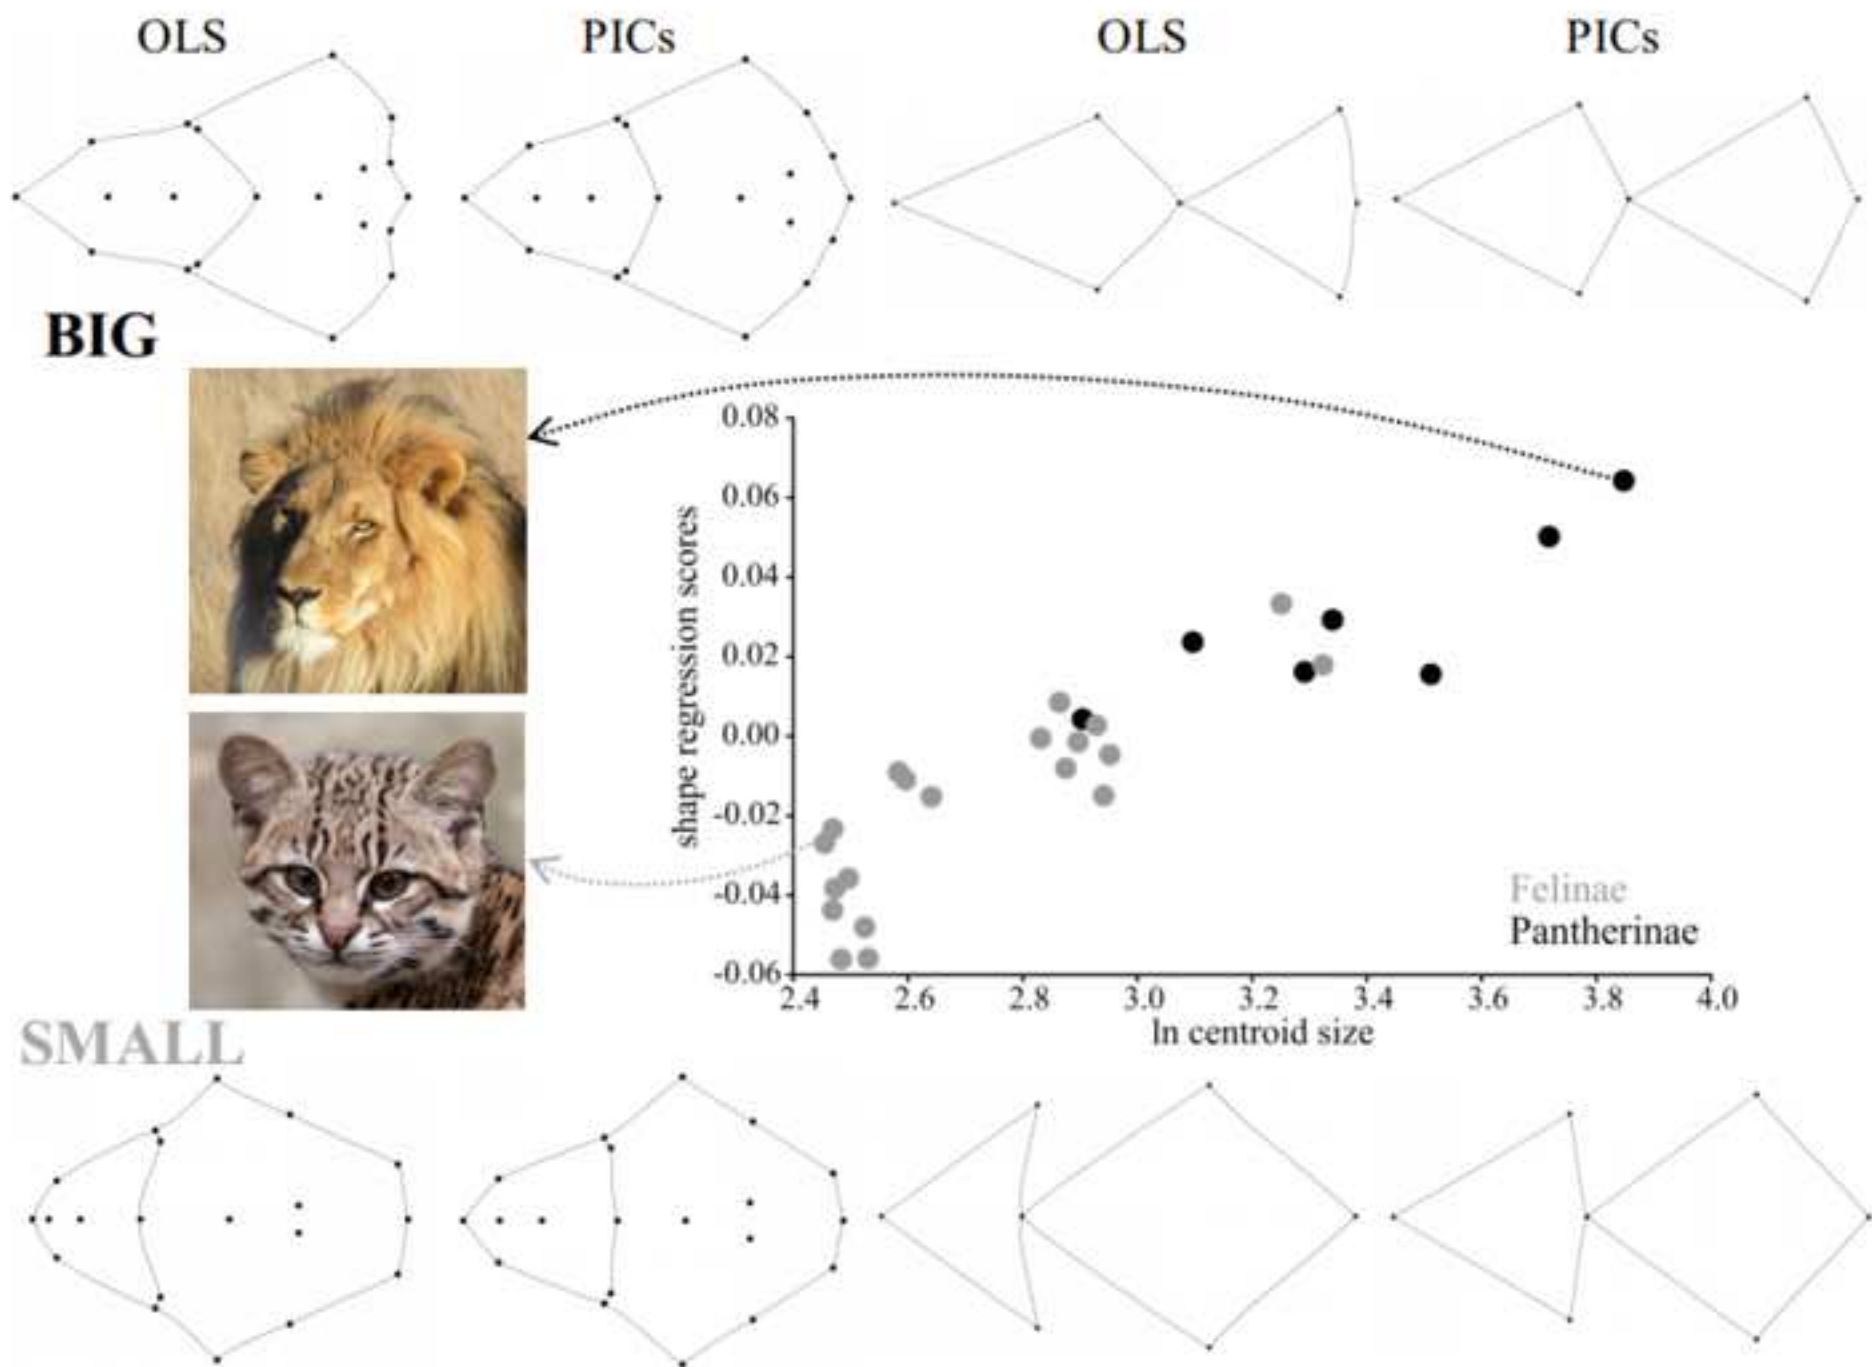 OLS PICs OLS PICs
BIG
0.08
0.06
0.04
0.02
0.00
-0.02
-0.04
-0.06
shape regression scores
Felinae
Pantherinae
2.4 2.6 2.8 3.0 3.2 3.4 3.6 3.8 4.0
ln centroid size
SMALL